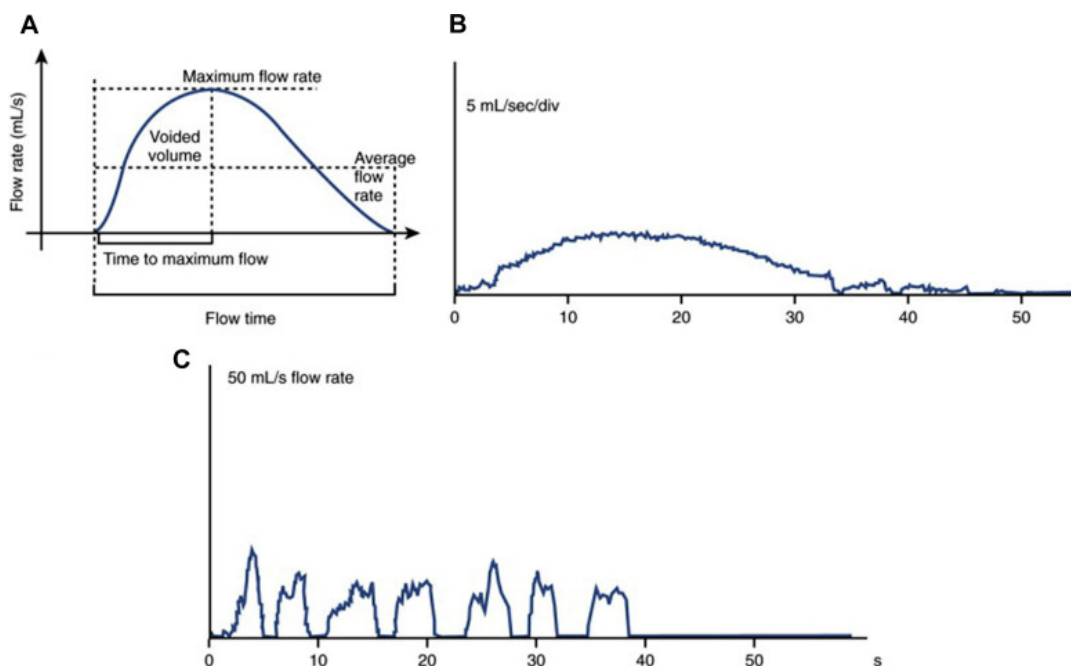 A
Flow rate (mL/s)
Maximum flow rate
Voided
volume
Average
flow
rate
Time to maximum flow
Flow time
B
5 mL/sec/div
0 10 20 30 40 50
C
50 mL/s flow rate
0 10 20 30 40 50 s